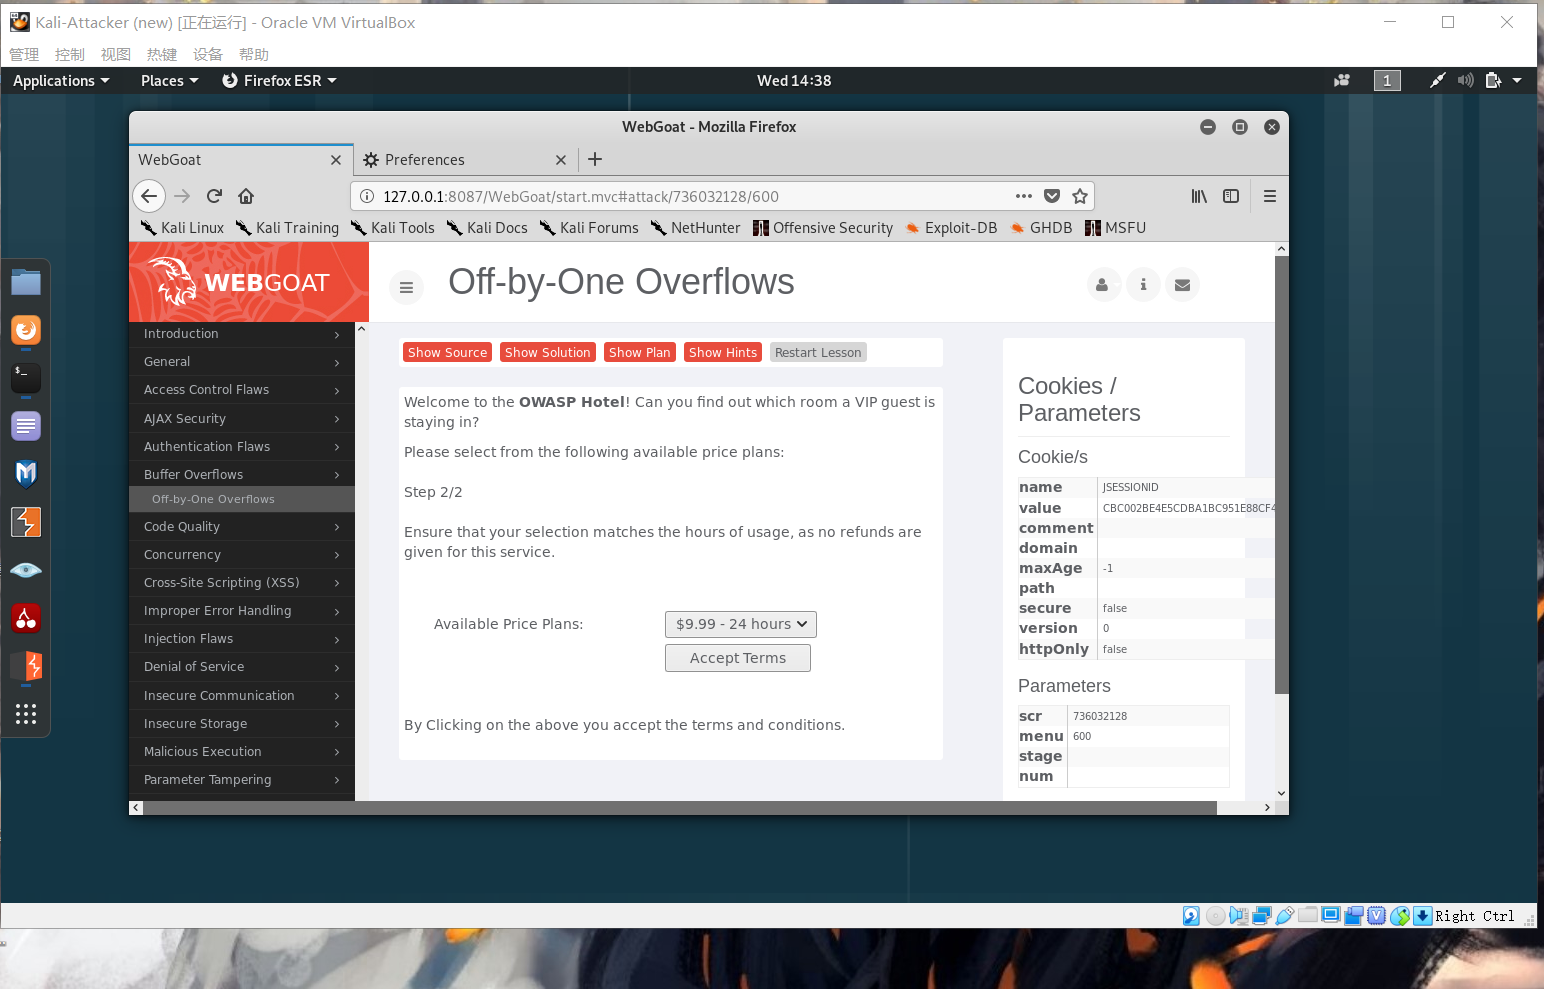 Kali-Attacker (new) [正在运行] - Oracle VM VirtualBox
管理 控制 视图 热键 设备 帮助
Applications Places Firefox ESR Wed 14:38 1
WebGoat - Mozilla Firefox
WebGoat Preferences
127.0.0.1:8087/WebGoat/start.mvc#attack/736032128/600
Kali Linux Kali Training Kali Tools Kali Docs Kali Forums NetHunter Offensive Security Exploit-DB GHDB MSFU
WEBGOAT
Off-by-One Overflows
Introduction
General
Access Control Flaws
AJAX Security
Authentication Flaws
Buffer Overflows
Off-by-One Overflows
Code Quality
Concurrency
Cross-Site Scripting (XSS)
Improper Error Handling
Injection Flaws
Denial of Service
Insecure Communication
Insecure Storage
Malicious Execution
Parameter Tampering
Show Source Show Solution Show Plan Show Hints Restart Lesson
Welcome to the OWASP Hotel! Can you find out which room a VIP guest is
staying in?
Please select from the following available price plans:
Step 2/2
Ensure that your selection matches the hours of usage, as no refunds are
given for this service.
Available Price Plans: $9.99 - 24 hours
Accept Terms
By Clicking on the above you accept the terms and conditions.
Cookies /
Parameters
Cookie/s
name JSESSIONID
value CBC002BE4E5CDBA1BC951E88CF4
comment
domain
maxAge -1
path
secure false
version 0
httpOnly false
Parameters
scr 736032128
menu 600
stage
num
Right Ctrl